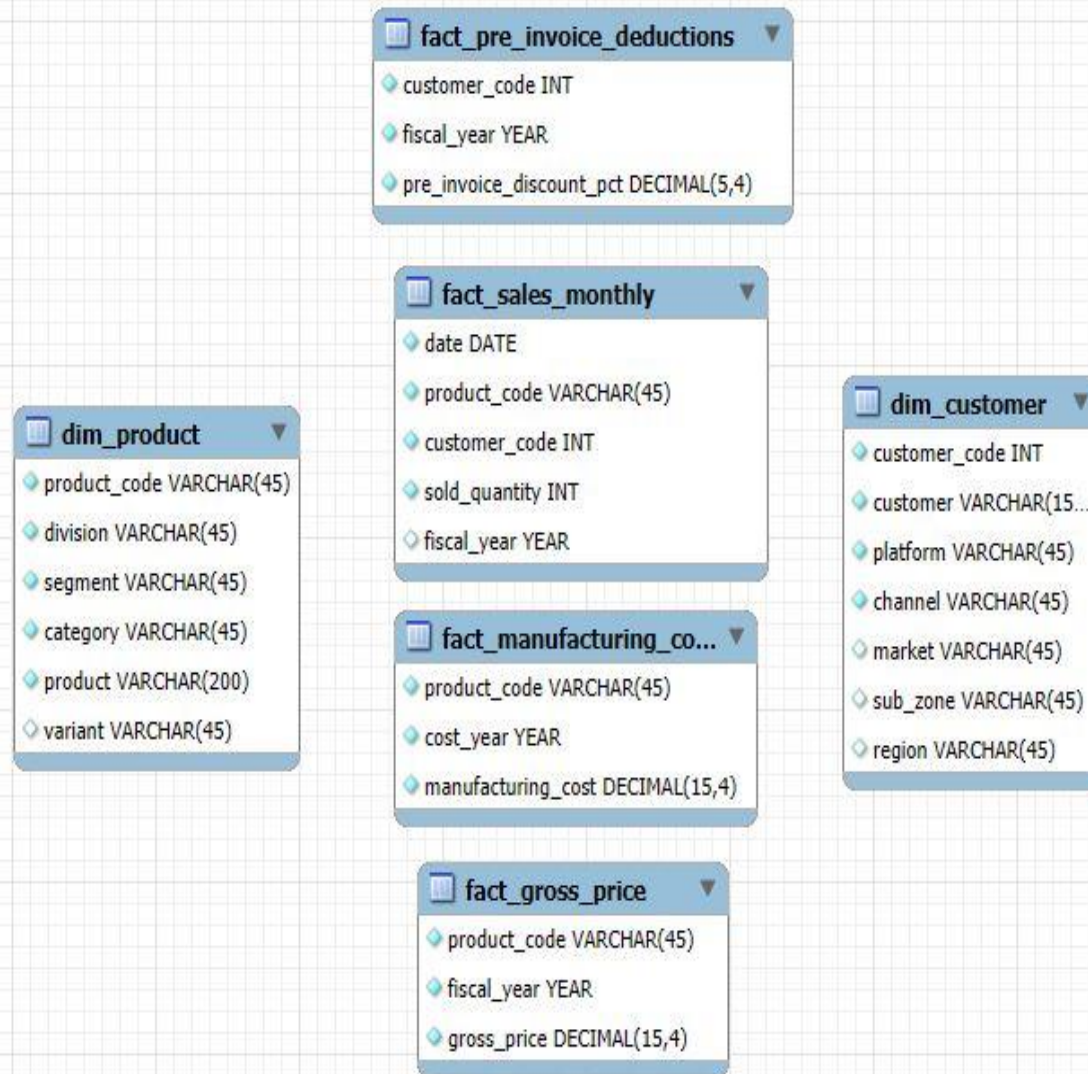 fact_pre_invoice_deductions
customer_code INT
fiscal_year YEAR
pre_invoice_discount_pct DECIMAL(5,4)
fact_sales_monthly
date DATE
product_code VARCHAR(45)
customer_code INT
sold_quantity INT
fiscal_year YEAR
dim_product
product_code VARCHAR(45)
division VARCHAR(45)
segment VARCHAR(45)
category VARCHAR(45)
product VARCHAR(200)
variant VARCHAR(45)
dim_customer
customer_code INT
customer VARCHAR(15...
platform VARCHAR(45)
channel VARCHAR(45)
market VARCHAR(45)
sub_zone VARCHAR(45)
region VARCHAR(45)
fact_manufacturing_co...
product_code VARCHAR(45)
cost_year YEAR
manufacturing_cost DECIMAL(15,4)
fact_gross_price
product_code VARCHAR(45)
fiscal_year YEAR
gross_price DECIMAL(15,4)